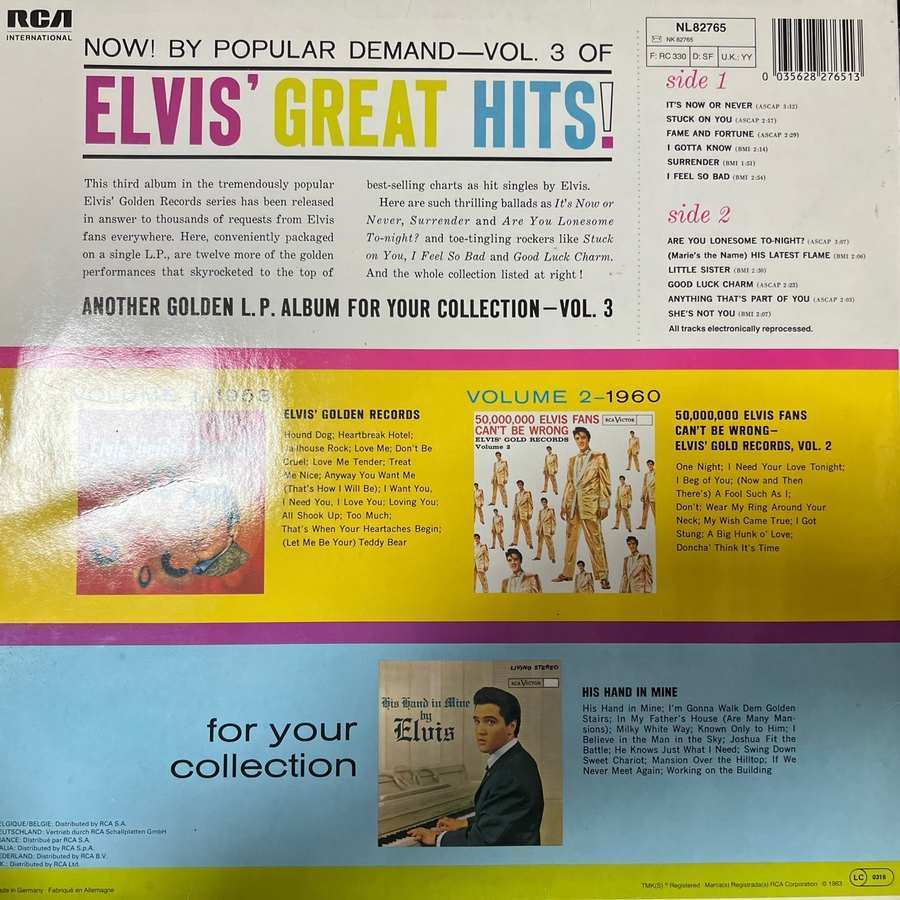 RCA
INTERNATIONAL
NOW! BY POPULAR DEMAND—VOL. 3 OF
ELVIS' GREAT HITS!
This third album in the tremendously popular
Elvis' Golden Records series has been released
in answer to thousands of requests from Elvis
fans everywhere. Here, conveniently packaged
on a single L.P., are twelve more of the golden
performances that skyrocketed to the top of
best-selling charts as hit singles by Elvis.
Here are such thrilling ballads as It's Now or
Never, Surrender and Are You Lonesome
To-night? and toe-tingling rockers like Stuck
on You, I Feel So Bad and Good Luck Charm.
And the whole collection listed at right!
ANOTHER GOLDEN L.P. ALBUM FOR YOUR COLLECTION—VOL. 3
NL82765
NK 82765
F: RC 330 D: SF U.K.: YY
0 035628 276513
side 1
IT'S NOW OR NEVER (ASCAP 3:12)
STUCK ON YOU (ASCAP 2:17)
FAME AND FORTUNE (ASCAP 2:29)
I GOTTA KNOW (BMI 2:14)
SURRENDER (BMI 1:51)
I FEEL SO BAD (BMI 2:54)
side 2
ARE YOU LONESOME TO-NIGHT? (ASCAP 3:07)
(Marie's the Name) HIS LATEST FLAME (BMI 2:06)
LITTLE SISTER (BMI 2:30)
GOOD LUCK CHARM (ASCAP 2:23)
ANYTHING THAT'S PART OF YOU (ASCAP 2:03)
SHE'S NOT YOU (BMI 2:07)
All tracks electronically reprocessed.
ELVIS' GOLDEN RECORDS
Hound Dog; Heartbreak Hotel;
Jailhouse Rock; Love Me; Don't Be
Cruel; Love Me Tender; Treat
Me Nice; Anyway You Want Me
(That's How I Will Be); I Want You,
I Need You, I Love You; Loving You;
All Shook Up; Too Much;
That's When Your Heartaches Begin;
(Let Me Be Your) Teddy Bear
VOLUME 2–1960
50,000,000 ELVIS FANS
CAN'T BE WRONG
ELVIS' GOLD RECORDS
Volume 2
RCA VICTOR
50,000,000 ELVIS FANS
CAN'T BE WRONG—
ELVIS' GOLD RECORDS, VOL. 2
One Night; I Need Your Love Tonight;
I Beg of You; (Now and Then
There's) A Fool Such As I;
Don't; Wear My Ring Around Your
Neck; My Wish Came True; I Got
Stung; A Big Hunk o' Love;
Doncha' Think It's Time
for your
collection
LIVING STEREO
RCA VICTOR
His Hand in Mine
by
Elvis
HIS HAND IN MINE
His Hand in Mine; I'm Gonna Walk Dem Golden
Stairs; In My Father's House (Are Many Man-
sions); Milky White Way; Known Only to Him; I
Believe in the Man in the Sky; Joshua Fit the
Battle; He Knows Just What I Need; Swing Down
Sweet Chariot; Mansion Over the Hilltop; If We
Never Meet Again; Working on the Building
ELGIQUE/BELGIE: Distributed by RCA S.A.
EUTSCHLAND: Vertrieb durch RCA Schallplatten GmbH
RANCE: Distribué par RCA S.A.
TALIA: Distributed by RCA S.p.A.
NEDERLAND: Distributed by RCA B.V.
.K.: Distributed by RCA Ltd.
ade in Germany · Fabriqué en Allemagne
TMK(S) ® Registered · Marca(s) Registrada(s) RCA Corporation · © 1963
LC 0316